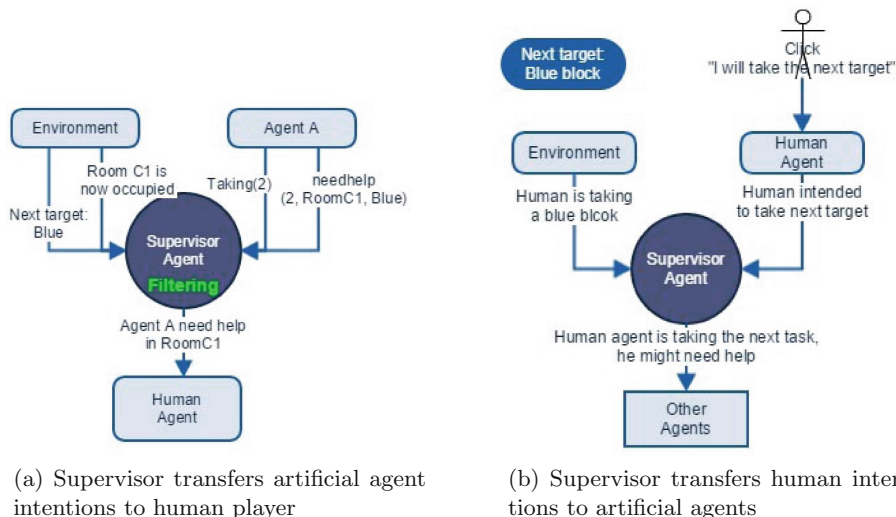 Environment
Agent A
Room C1 is
now occupied
Taking(2)
needhelp
(2, RoomC1, Blue)
Next target:
Blue
Supervisor
Agent
Filtering
Agent A need help
in RoomC1
Human
Agent
(a) Supervisor transfers artificial agent
intentions to human player
Next target:
Blue block
Click
"I will take the next target"
Environment
Human
Agent
Human is taking
a blue blcok
Human intended
to take next target
Supervisor
Agent
Human agent is taking the next task,
he might need help
Other
Agents
(b) Supervisor transfers human inten-
tions to artificial agents